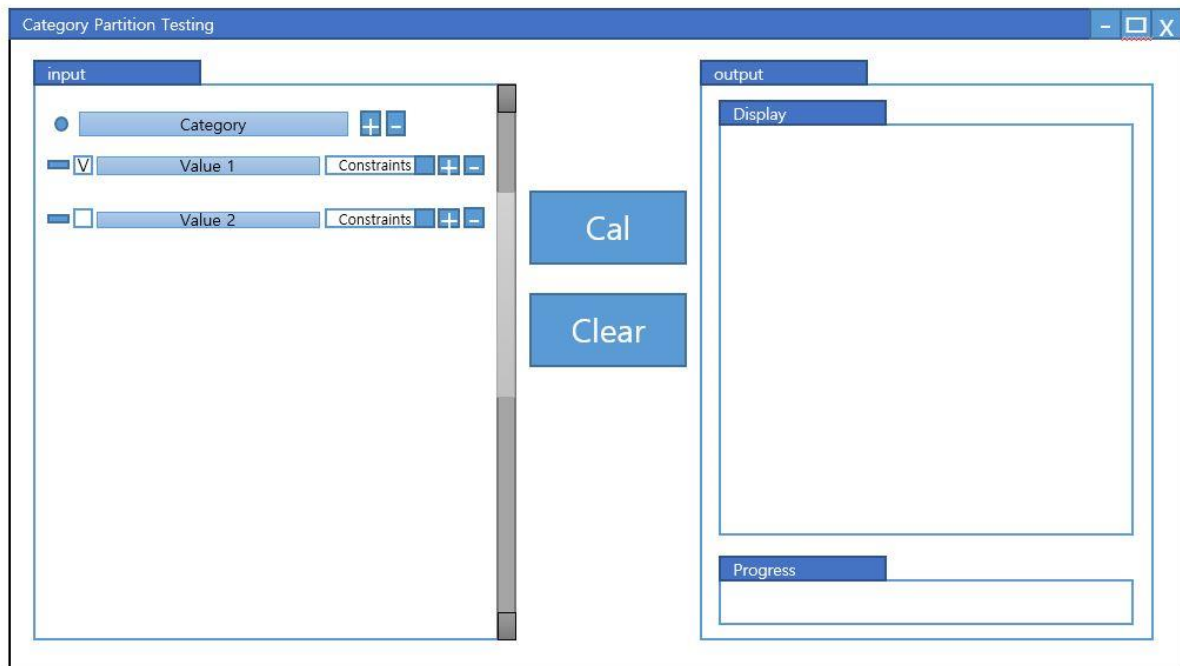 Category Partition Testing
- X
input
Category + -
V Value 1 Constraints + -
Value 2 Constraints + -
Cal
Clear
output
Display
Progress